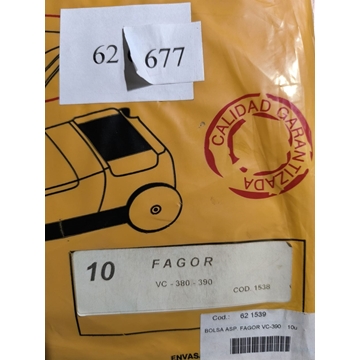 62 677
CALIDAD GARANTIZADA
10 FAGOR
VC - 380 - 390 COD. 1538
Cod.: 62 1539
BOLSA ASP. FAGOR VC-390 10u
ENVASA